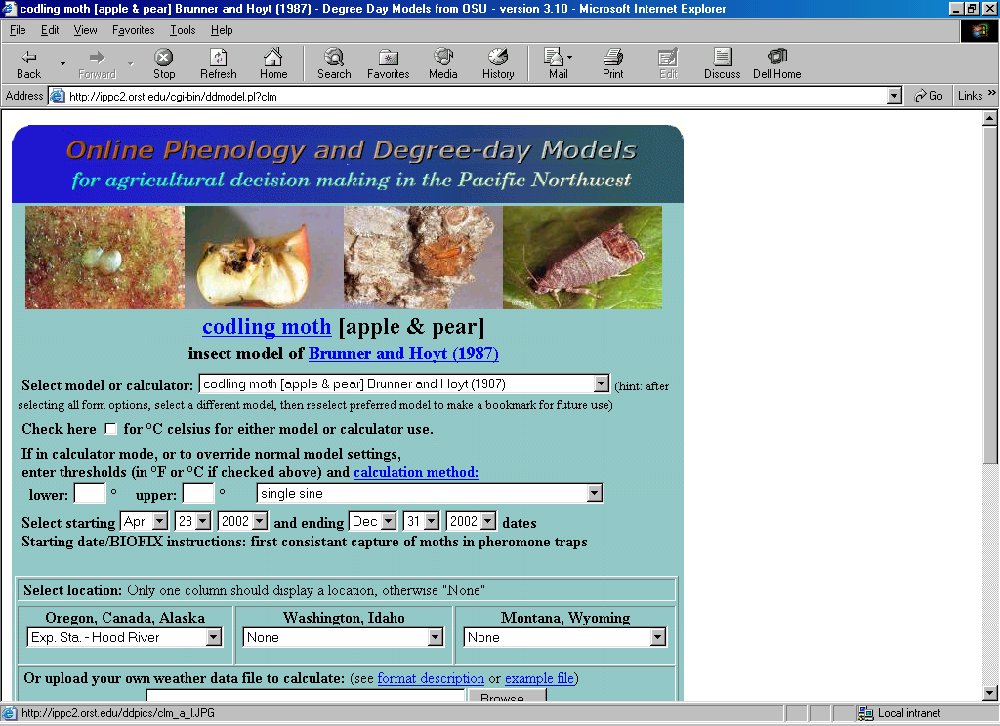 codling moth [apple & pear] Brunner and Hoyt (1987) - Degree Day Models from OSU - version 3.10 - Microsoft Internet Explorer
File Edit View Favorites Tools Help
Back Forward Stop Refresh Home Search Favorites Media History Mail Print Edit Discuss Dell Home
Address http://ippc2.orst.edu/cgi-bin/ddmodel.pl?clm Go Links »
Online Phenology and Degree-day Models
for agricultural decision making in the Pacific Northwest
codling moth [apple & pear]
insect model of Brunner and Hoyt (1987)
Select model or calculator: codling moth [apple & pear] Brunner and Hoyt (1987) (hint: after
selecting all form options, select a different model, then reselect preferred model to make a bookmark for future use)
Check here for °C celsius for either model or calculator use.
If in calculator mode, or to override normal model settings,
enter thresholds (in °F or °C if checked above) and calculation method:
lower: ° upper: ° single sine
Select starting Apr 28 2002 and ending Dec 31 2002 dates
Starting date/BIOFIX instructions: first consistant capture of moths in pheromone traps
Select location: Only one column should display a location, otherwise "None"
Oregon, Canada, Alaska Washington, Idaho Montana, Wyoming
Exp. Sta. - Hood River None None
Or upload your own weather data file to calculate: (see format description or example file)
Browse...
http://ippc2.orst.edu/ddpics/clm_a_l.JPG Local intranet